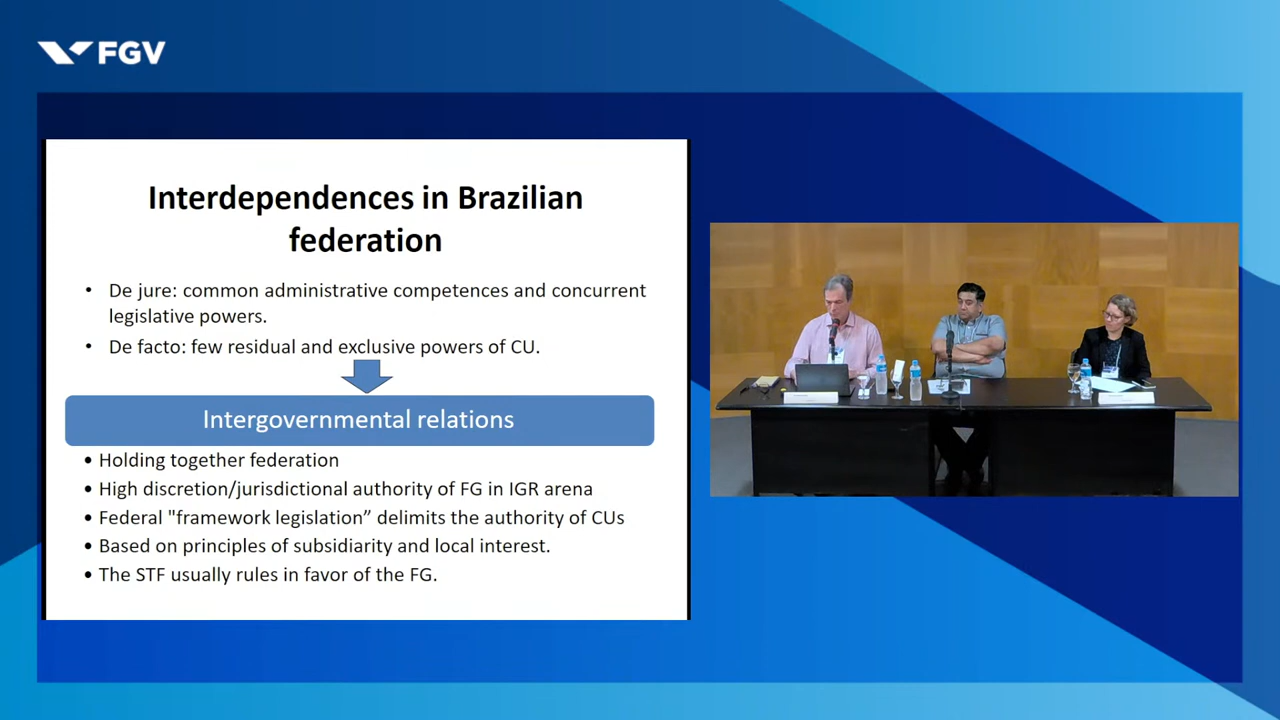 FGV
Interdependences in Brazilian
federation
• De jure: common administrative competences and concurrent
legislative powers.
• De facto: few residual and exclusive powers of CU.
Intergovernmental relations
• Holding together federation
• High discretion/jurisdictional authority of FG in IGR arena
• Federal "framework legislation” delimits the authority of CUs
• Based on principles of subsidiarity and local interest.
• The STF usually rules in favor of the FG.